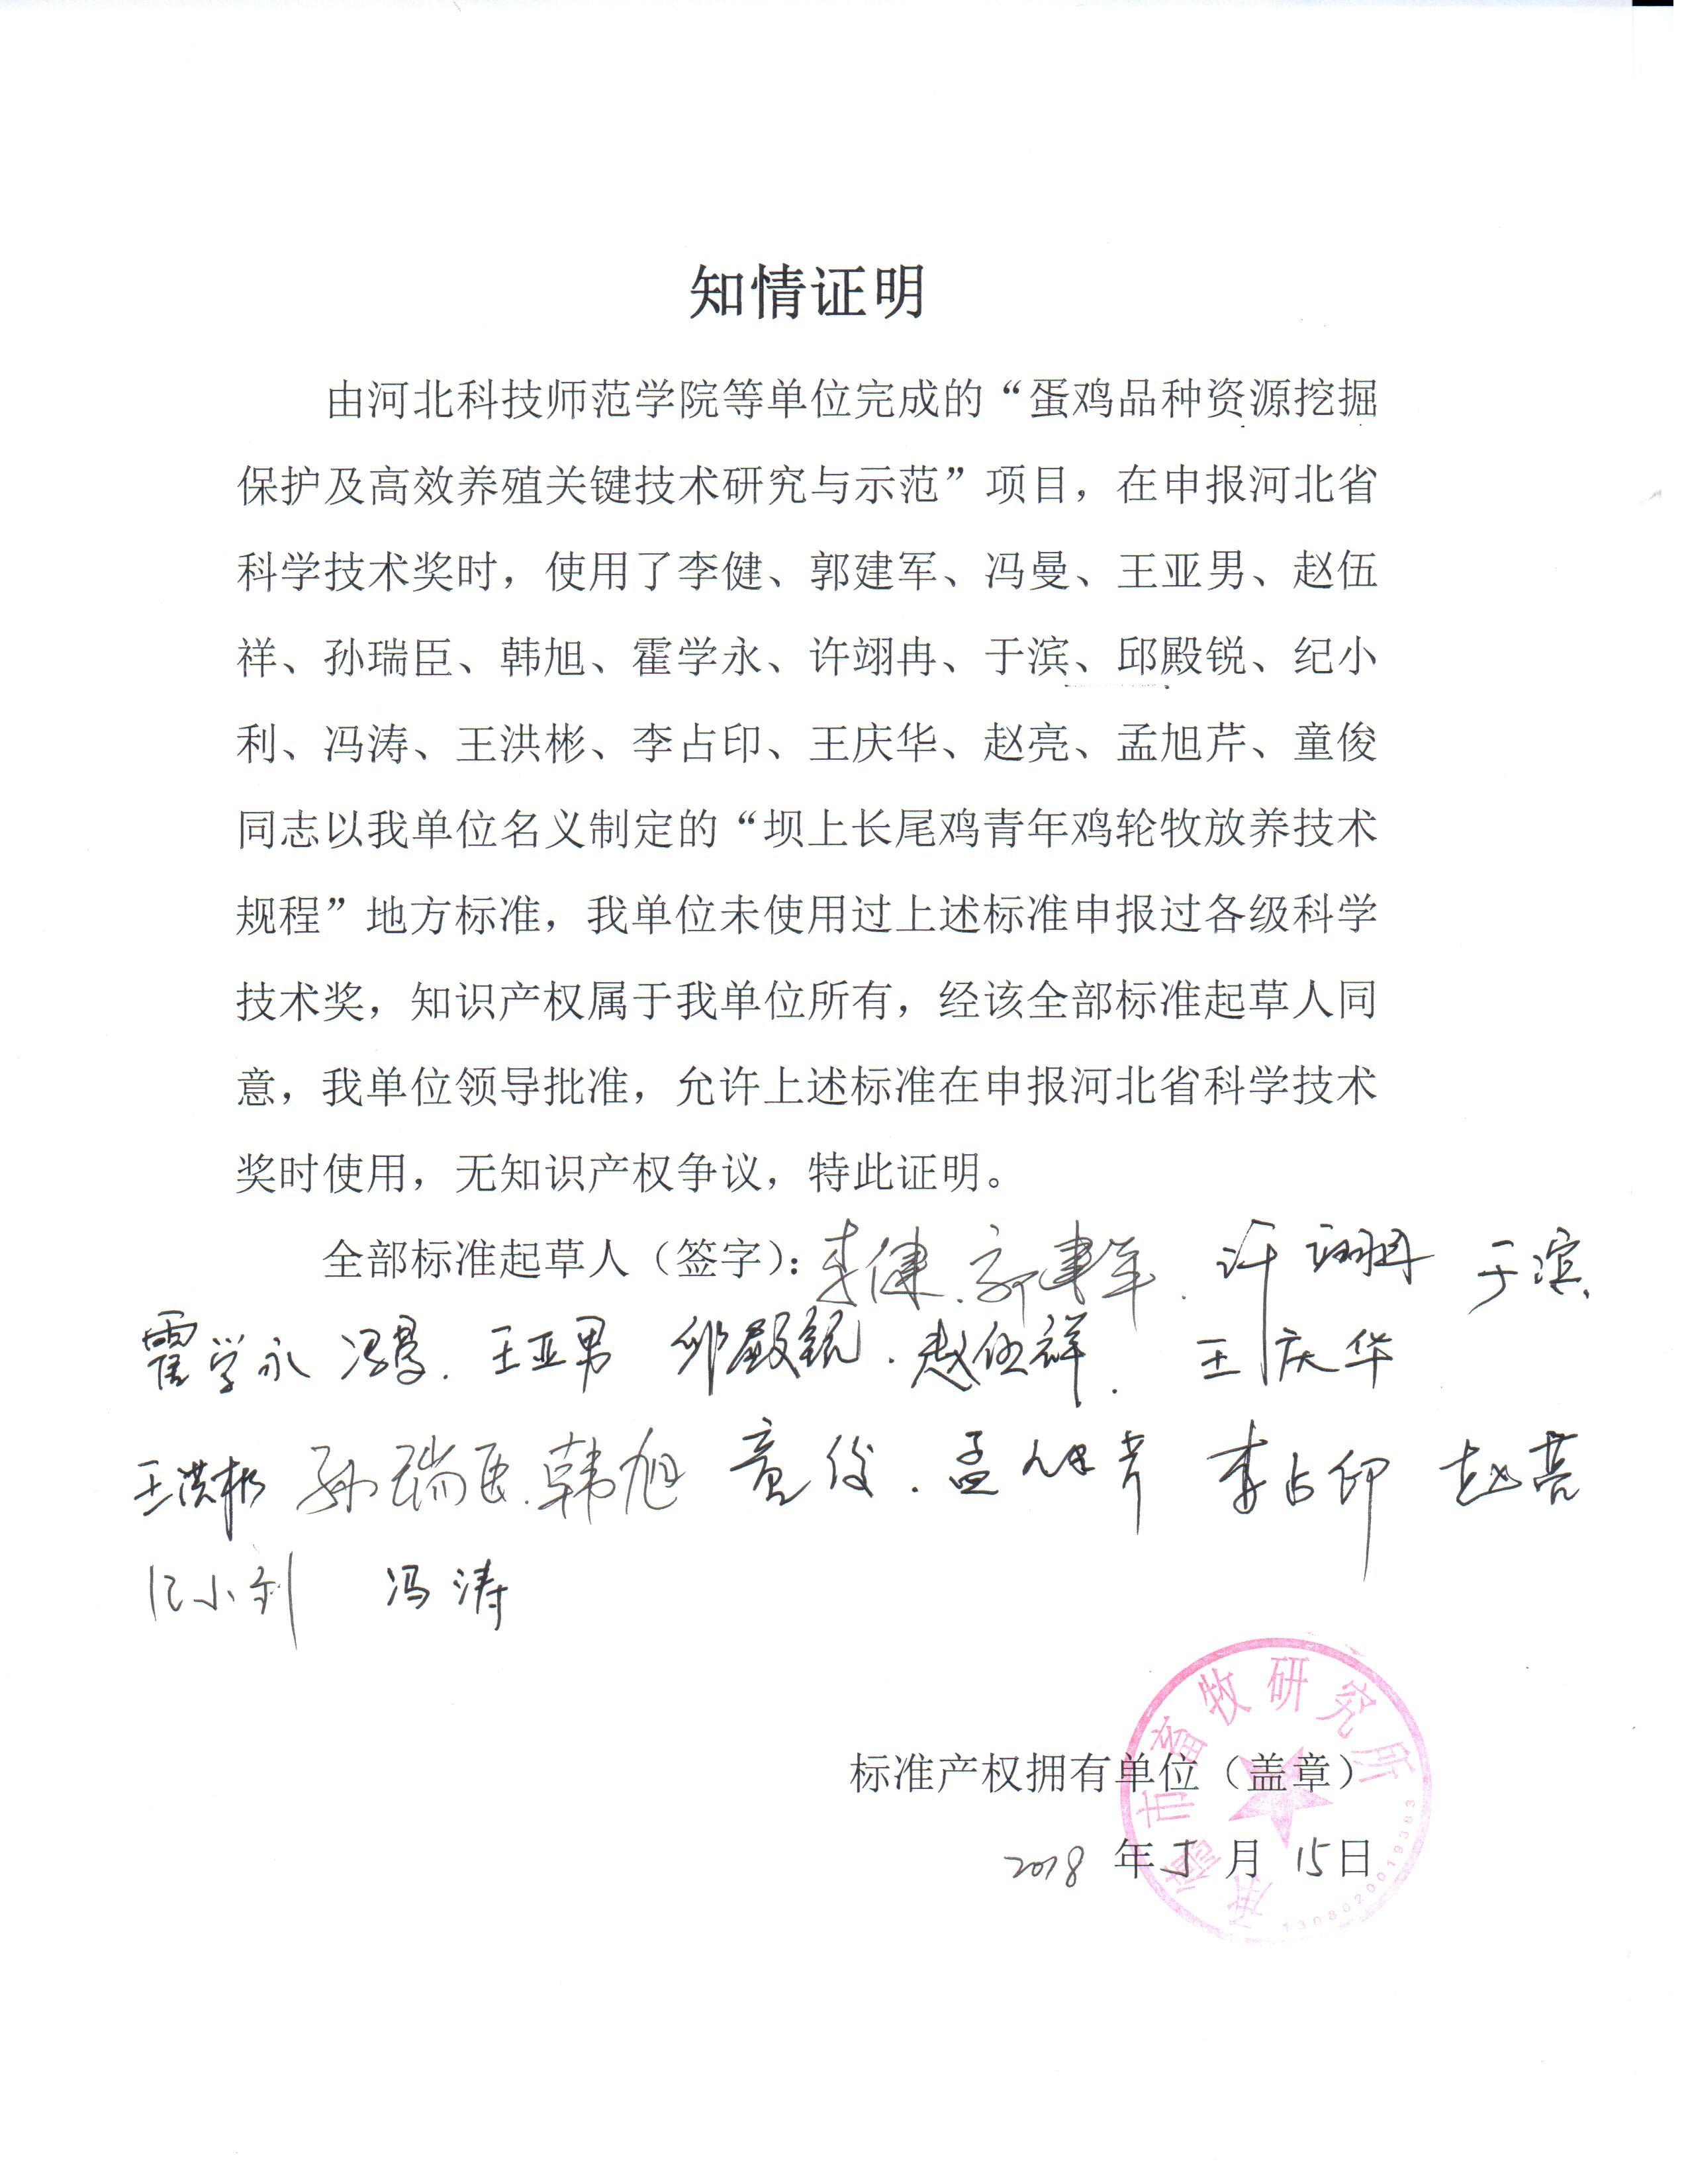 知情证明
由河北科技师范学院等单位完成的“蛋鸡品种资源挖掘
保护及高效养殖关键技术研究与示范”项目，在申报河北省
科学技术奖时，使用了李健、郭建军、冯曼、王亚男、赵伍
祥、孙瑞臣、韩旭、霍学永、许翊冉、于滨、邱殿锐、纪小
利、冯涛、王洪彬、李占印、王庆华、赵亮、孟旭芹、童俊
同志以我单位名义制定的“坝上长尾鸡青年鸡轮牧放养技术
规程”地方标准，我单位未使用过上述标准申报过各级科学
技术奖，知识产权属于我单位所有，经该全部标准起草人同
意，我单位领导批准，允许上述标准在申报河北省科学技术
奖时使用，无知识产权争议，特此证明。
全部标准起草人（签字）：李健.郭建军.许翊冉 于滨、
霍学永 冯曼.王亚男 邱殿锐.赵伍祥.王庆华
王洪彬 孙瑞臣.韩旭 童俊.孟旭芹 李占印 赵亮
纪小利 冯涛
承德市畜牧研究所
标准产权拥有单位（盖章）
2018 年 5 月 15 日
1308020019383